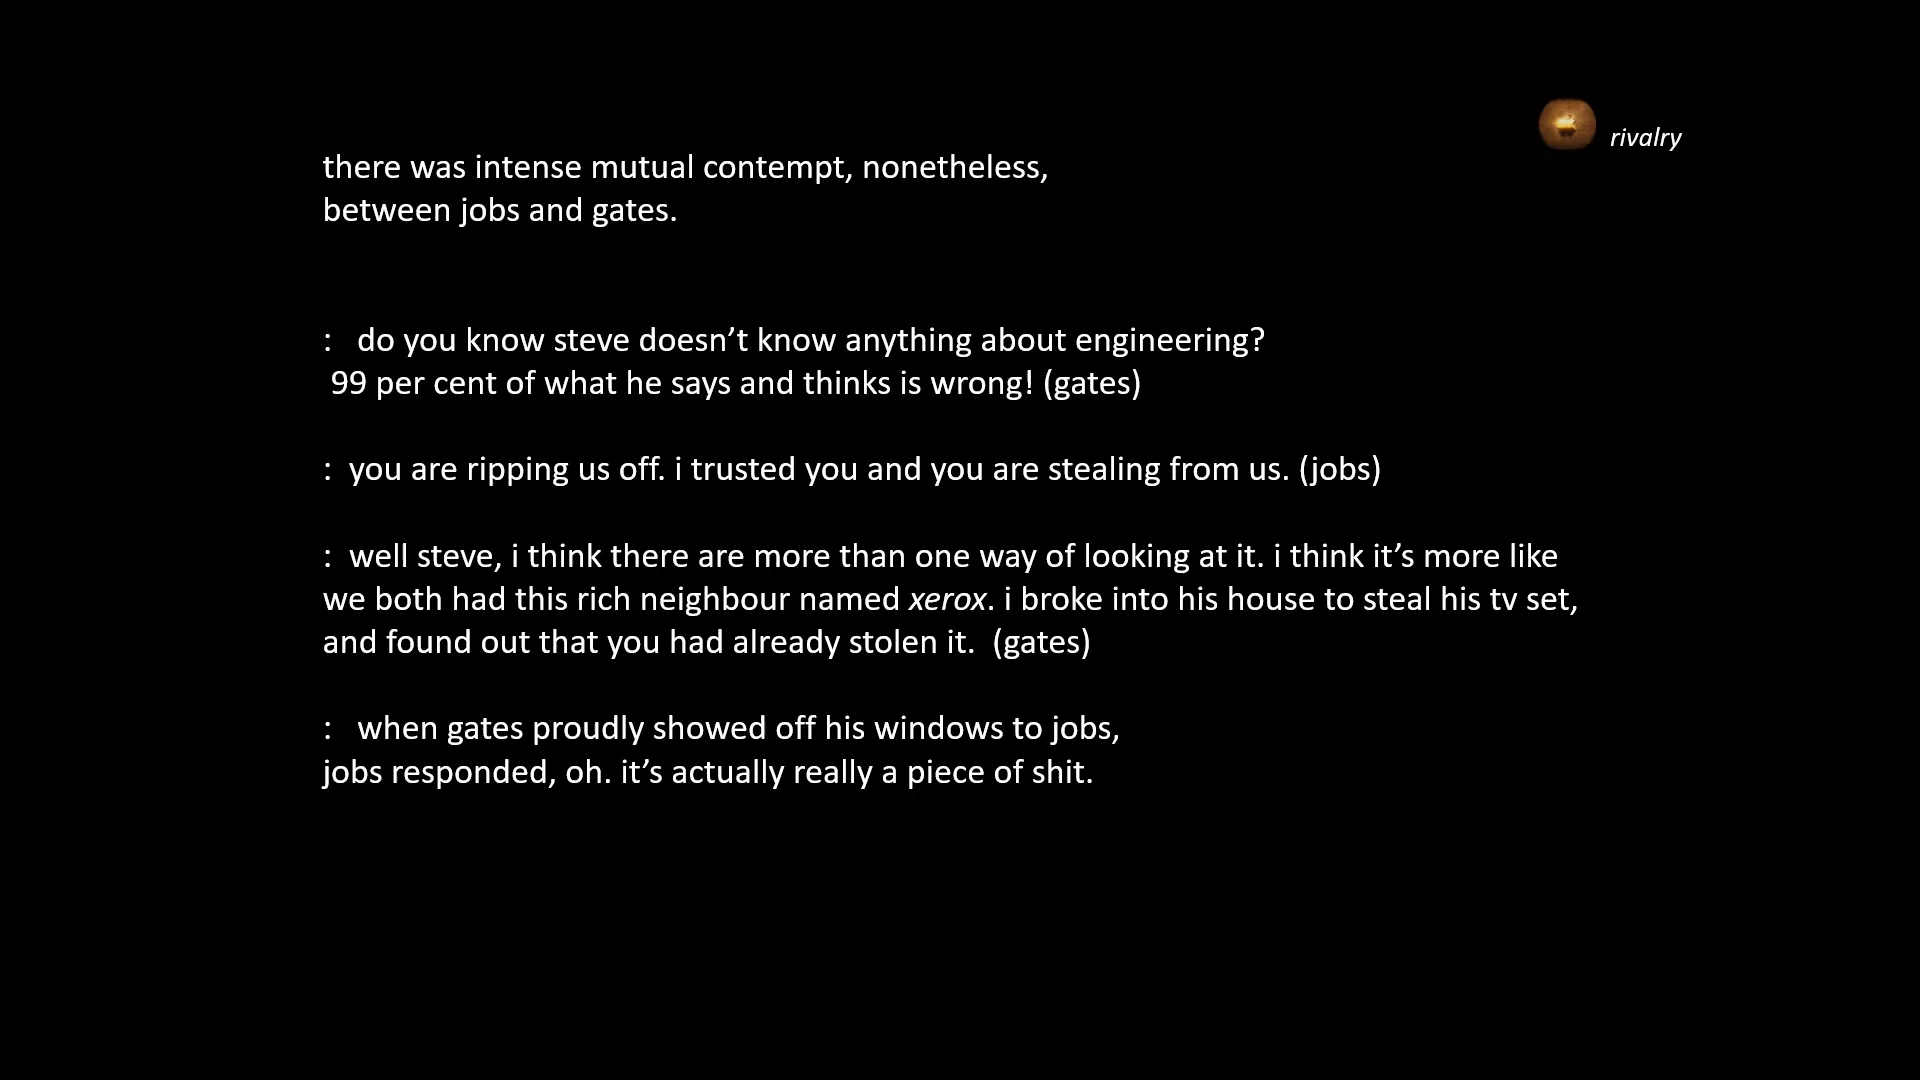 rivalry
there was intense mutual contempt, nonetheless,
between jobs and gates.
:   do you know steve doesn’t know anything about engineering?
99 per cent of what he says and thinks is wrong! (gates)
:  you are ripping us off. i trusted you and you are stealing from us. (jobs)
:  well steve, i think there are more than one way of looking at it. i think it’s more like
we both had this rich neighbour named xerox. i broke into his house to steal his tv set,
and found out that you had already stolen it.  (gates)
:   when gates proudly showed off his windows to jobs,
jobs responded, oh. it’s actually really a piece of shit.